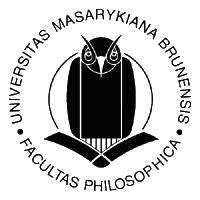 UNIVERSITAS MASARYKIANA BRUNENSIS
• FACULTAS PHILOSOPHICA •